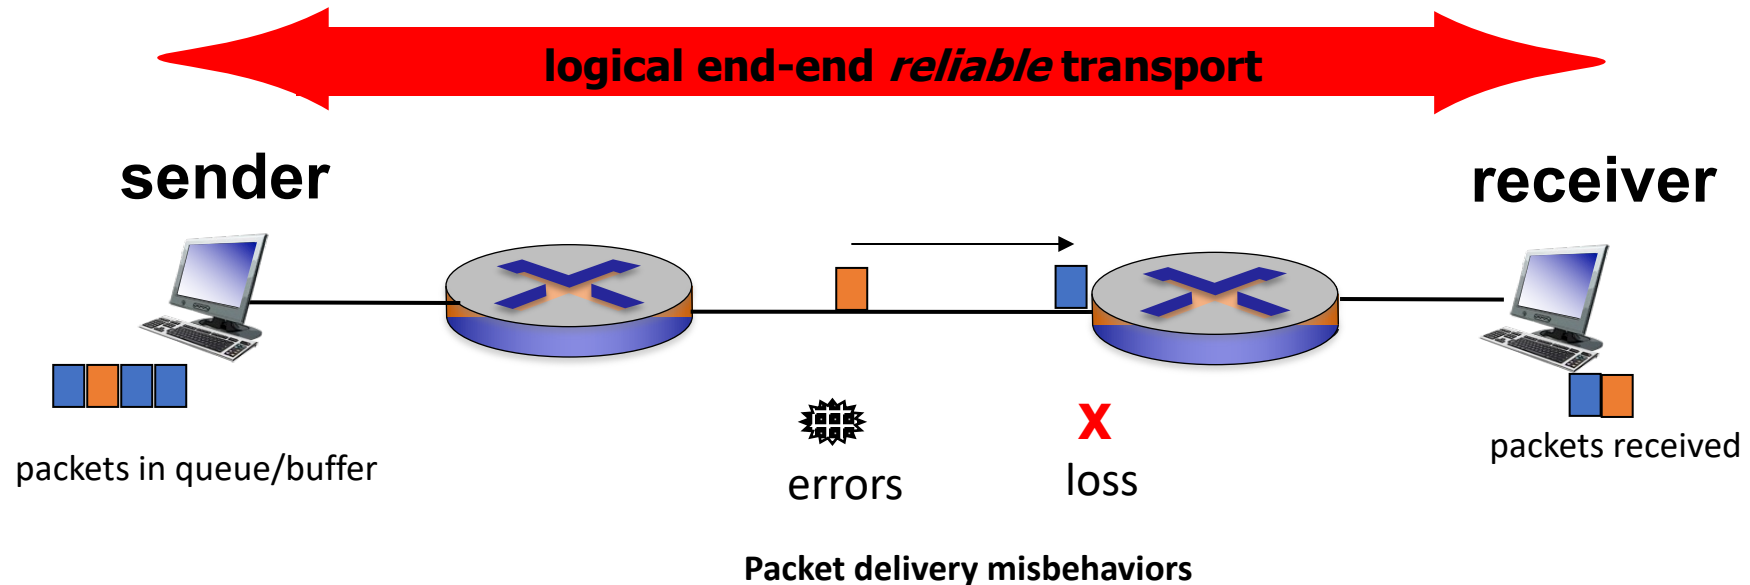 logical end-end reliable transport
sender
receiver
packets in queue/buffer
errors
X
loss
packets received
Packet delivery misbehaviors